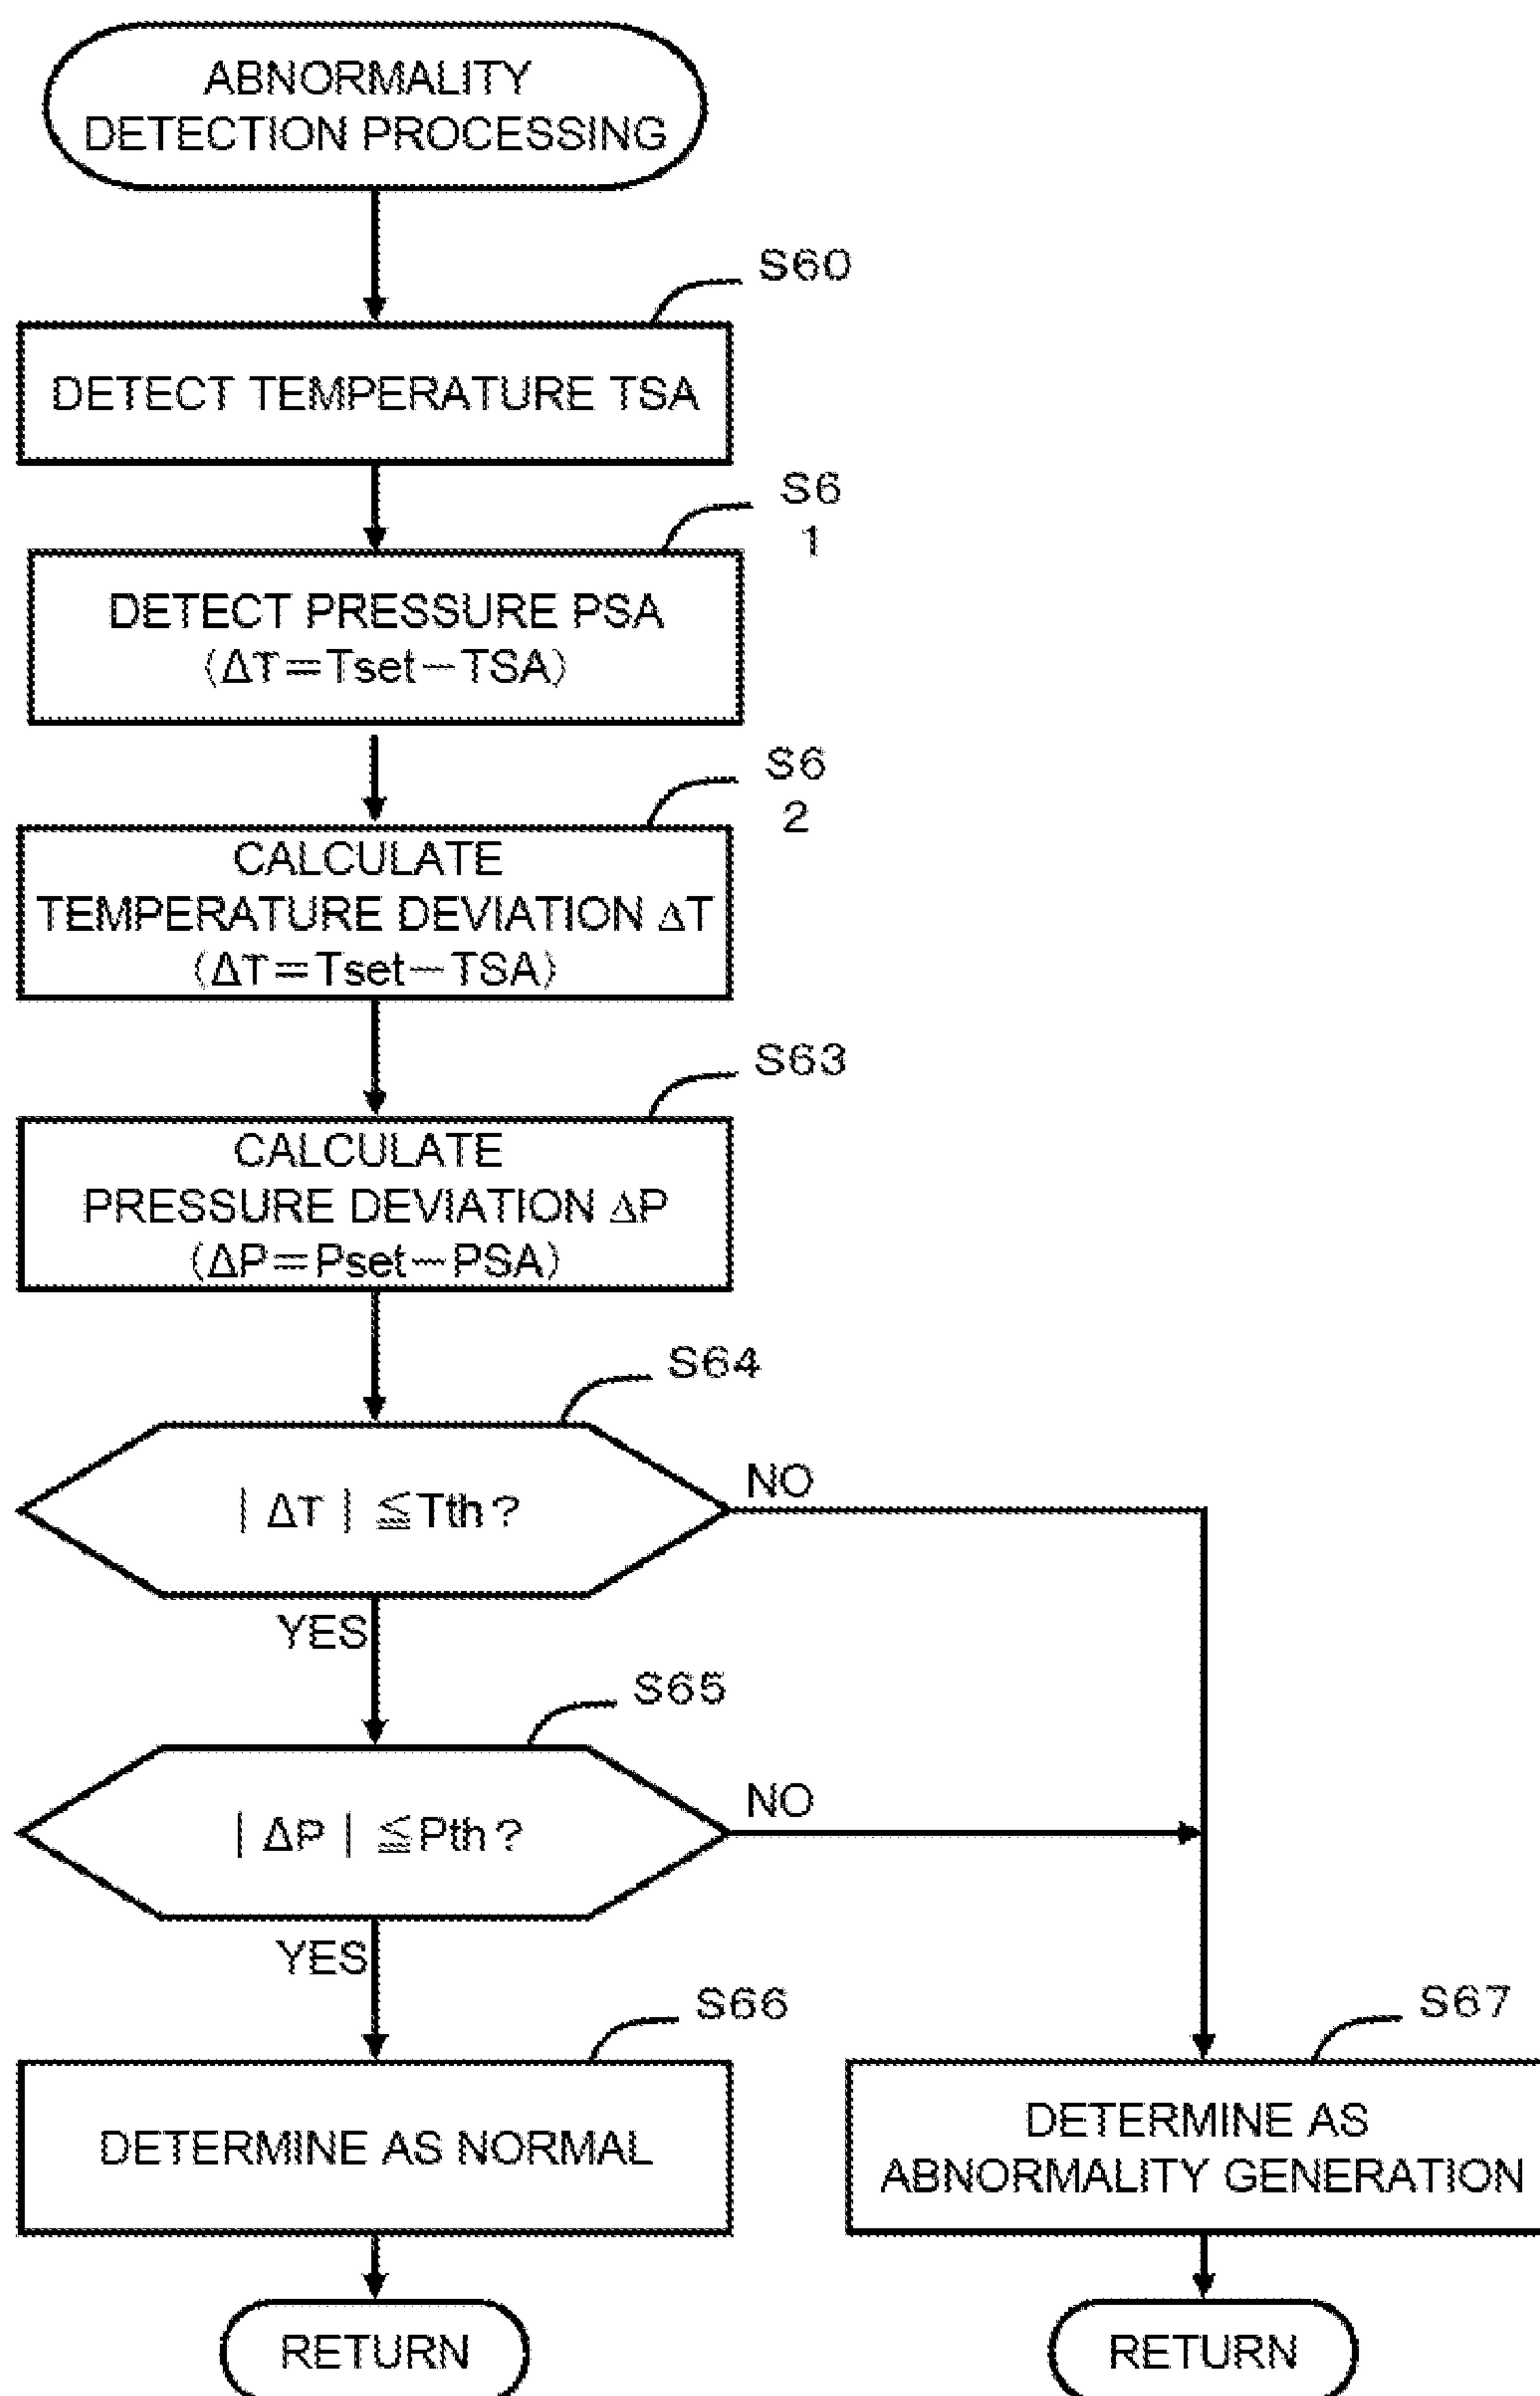 ABNORMALITY
DETECTION PROCESSING
S60
DETECT TEMPERATURE TSA
S6
1
DETECT PRESSURE PSA
(ΔT=Tset−TSA)
S6
2
CALCULATE
TEMPERATURE DEVIATION ΔT
(ΔT=Tset−TSA)
S63
CALCULATE
PRESSURE DEVIATION ΔP
(ΔP=Pset−PSA)
S64
| ΔT | ≦Tth?
NO
YES
S65
| ΔP | ≦Pth?
NO
YES
S66
DETERMINE AS NORMAL
S67
DETERMINE AS
ABNORMALITY GENERATION
RETURN
RETURN